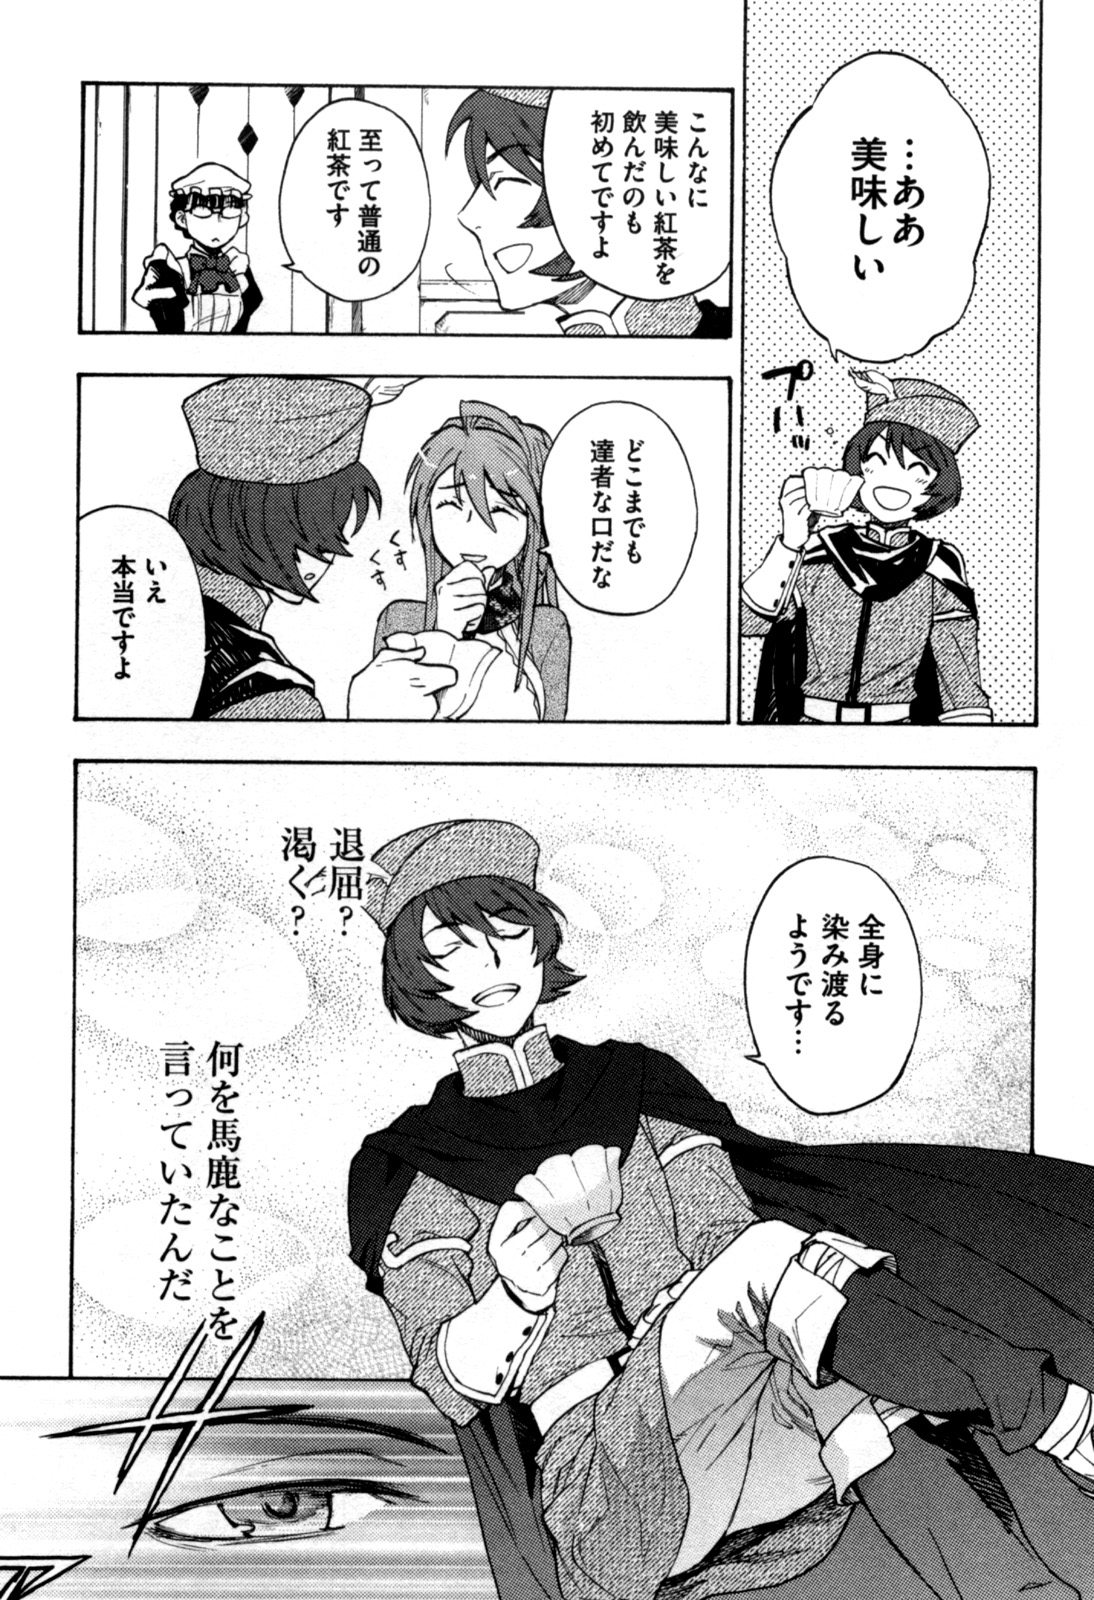 …ああ
美味しい
プハッ
こんなに
美味しい紅茶を
飲んだのも
初めてですよ
至って普通の
紅茶です
どこまでも
達者な口だな
くす
くす
いえ
本当ですよ
全身に
染み渡る
ようです…
退屈?
渇く?
何を馬鹿なことを
言っていたんだ